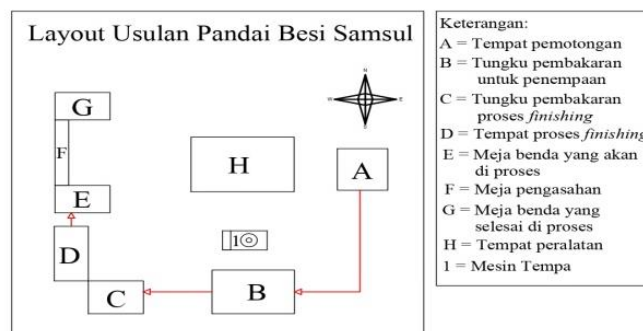 Layout Usulan Pandai Besi Samsul
N
W E
S
G
F
E
H
A
1
D
C
B
Keterangan:
A = Tempat pemotongan
B = Tungku pembakaran
untuk penempaan
C = Tungku pembakaran
proses finishing
D = Tempat proses finishing
E = Meja benda yang akan
di proses
F = Meja pengasahan
G = Meja benda yang
selesai di proses
H = Tempat peralatan
1 = Mesin Tempa